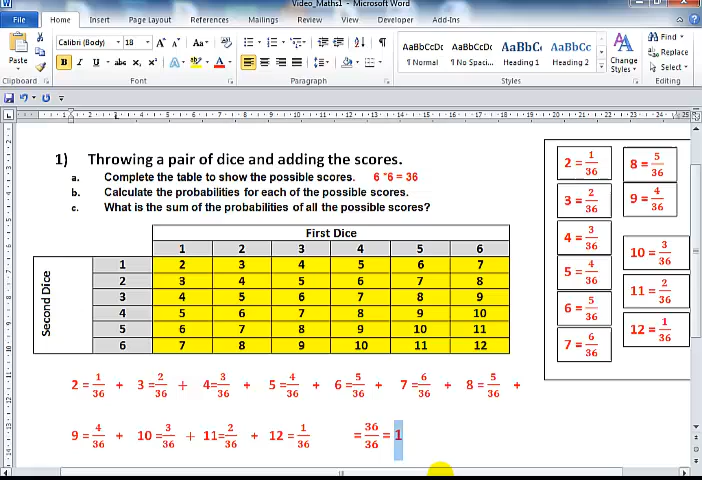 Video_Maths1 - Microsoft Word
File Home Insert Page Layout References Mailings Review View Developer Add-Ins
Calibri (Body) 18
Paste
B I U abc x₂ x²
AaBbCcDc AaBbCcDc AaBbC AaBbCc
¶ Normal ¶ No Spaci... Heading 1 Heading 2
Change Styles
Find
Replace
Select
Clipboard Font Paragraph Styles Editing
1) Throwing a pair of dice and adding the scores.
a. Complete the table to show the possible scores. 6 *6 = 36
b. Calculate the probabilities for each of the possible scores.
c. What is the sum of the probabilities of all the possible scores?
First Dice
Second Dice
1 2 3 4 5 6
1 2 3 4 5 6 7
2 3 4 5 6 7 8
3 4 5 6 7 8 9
4 5 6 7 8 9 10
5 6 7 8 9 10 11
6 7 8 9 10 11 12
2 = 1/36 + 3 = 2/36 + 4= 3/36 + 5 = 4/36 + 6 = 5/36 + 7 = 6/36 + 8 = 5/36 +
9 = 4/36 + 10 = 3/36 + 11= 2/36 + 12 = 1/36 = 36/36 = 1
2 = 1/36
3 = 2/36
4 = 3/36
5 = 4/36
6 = 5/36
7 = 6/36
8 = 5/36
9 = 4/36
10 = 3/36
11 = 2/36
12 = 1/36